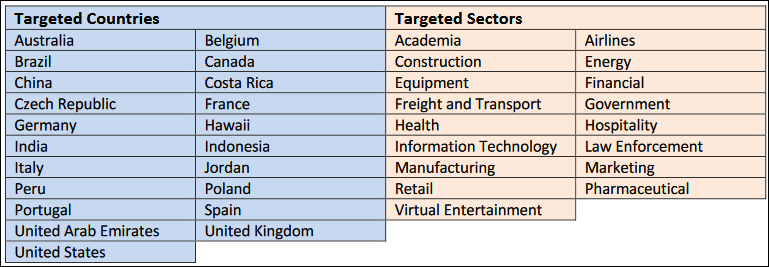 Targeted Countries Targeted Sectors
Australia Belgium Academia Airlines
Brazil Canada Construction Energy
China Costa Rica Equipment Financial
Czech Republic France Freight and Transport Government
Germany Hawaii Health Hospitality
India Indonesia Information Technology Law Enforcement
Italy Jordan Manufacturing Marketing
Peru Poland Retail Pharmaceutical
Portugal Spain Virtual Entertainment
United Arab Emirates United Kingdom
United States